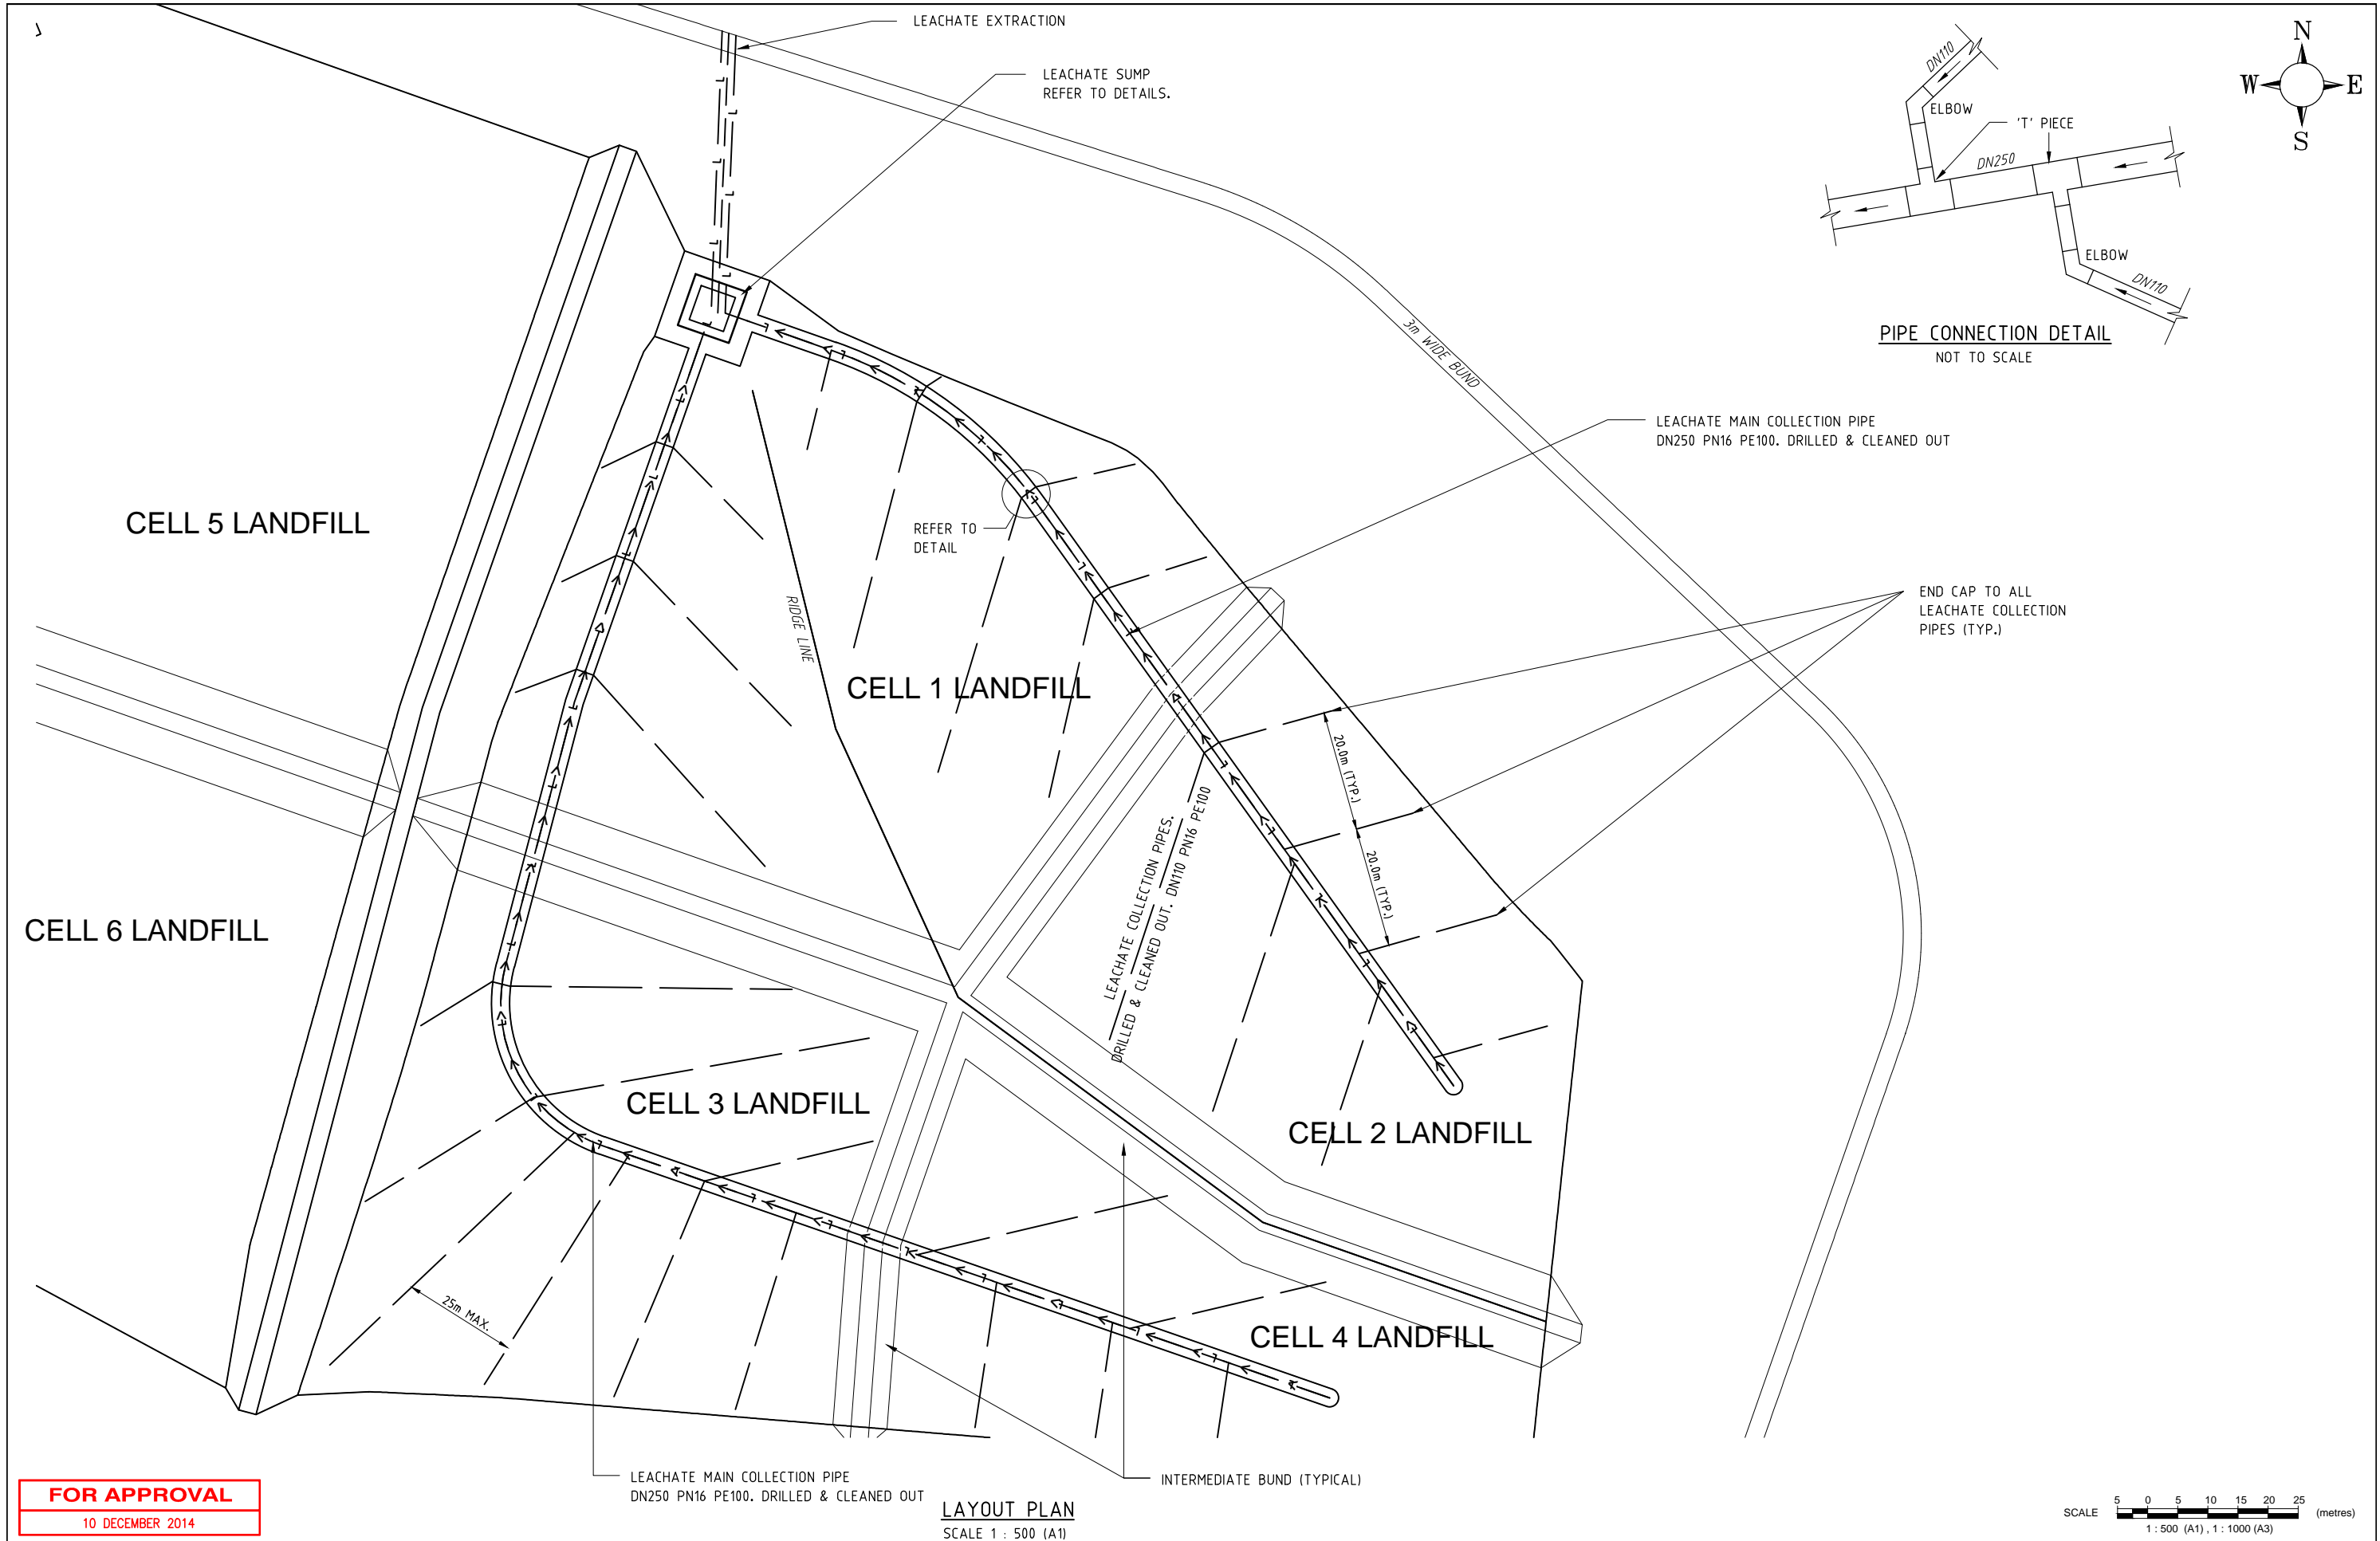 LEACHATE EXTRACTION
LEACHATE SUMP
REFER TO DETAILS.
DN110
ELBOW
'T' PIECE
DN250
ELBOW
DN110
PIPE CONNECTION DETAIL
NOT TO SCALE
N
W
E
S
3m WIDE BUND
LEACHATE MAIN COLLECTION PIPE
DN250 PN16 PE100. DRILLED & CLEANED OUT
CELL 5 LANDFILL
REFER TO
DETAIL
RIDGE LINE
END CAP TO ALL
LEACHATE COLLECTION
PIPES (TYP.)
CELL 1 LANDFILL
20.0m (TYP.)
20.0m (TYP.)
LEACHATE COLLECTION PIPES.
DRILLED & CLEANED OUT. DN110 PN16 PE100
CELL 6 LANDFILL
CELL 3 LANDFILL
CELL 2 LANDFILL
25m MAX.
CELL 4 LANDFILL
LEACHATE MAIN COLLECTION PIPE
DN250 PN16 PE100. DRILLED & CLEANED OUT
INTERMEDIATE BUND (TYPICAL)
LAYOUT PLAN
SCALE 1 : 500 (A1)
FOR APPROVAL
10 DECEMBER 2014
SCALE
5 0 5 10 15 20 25
(metres)
1 : 500 (A1) , 1 : 1000 (A3)